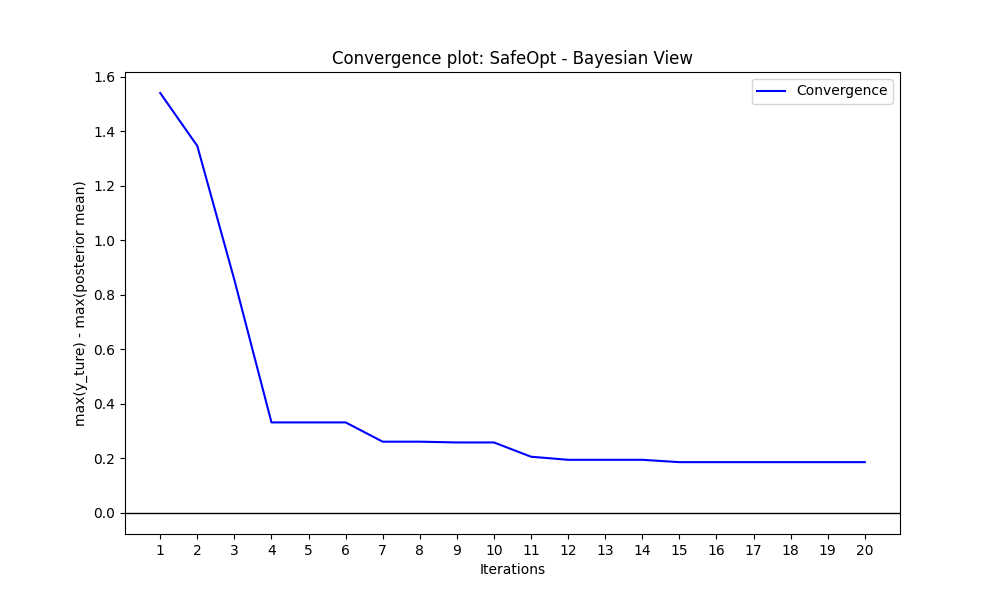 Convergence plot: SafeOpt - Bayesian View
Convergence
max(y_ture) - max(posterior mean)
1.6
1.4
1.2
1.0
0.8
0.6
0.4
0.2
0.0
1 2 3 4 5 6 7 8 9 10 11 12 13 14 15 16 17 18 19 20
Iterations